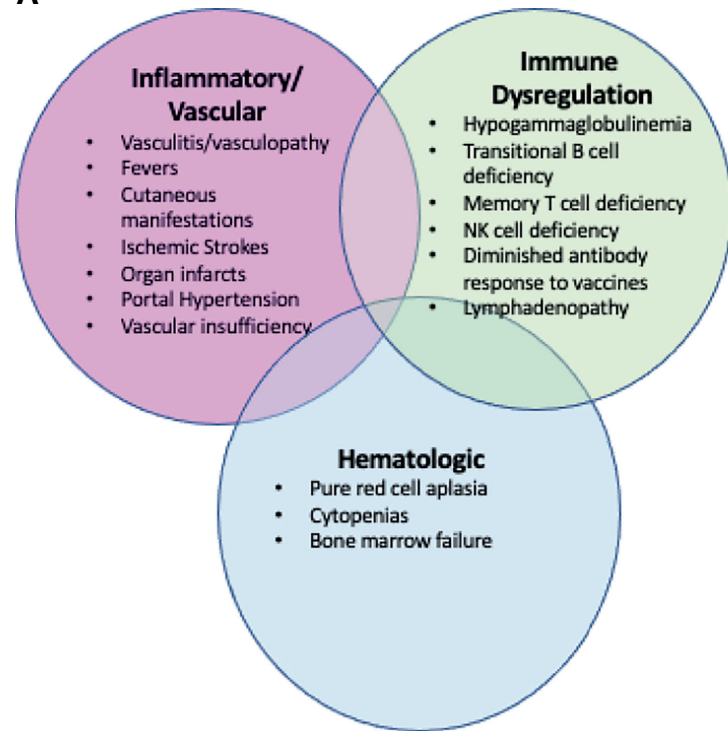 A
Inflammatory/
Vascular
• Vasculitis/vasculopathy
• Fevers
• Cutaneous
manifestations
• Ischemic Strokes
• Organ infarcts
• Portal Hypertension
• Vascular insufficiency
Immune
Dysregulation
• Hypogammaglobulinemia
• Transitional B cell
deficiency
• Memory T cell deficiency
• NK cell deficiency
• Diminished antibody
response to vaccines
• Lymphadenopathy
Hematologic
• Pure red cell aplasia
• Cytopenias
• Bone marrow failure